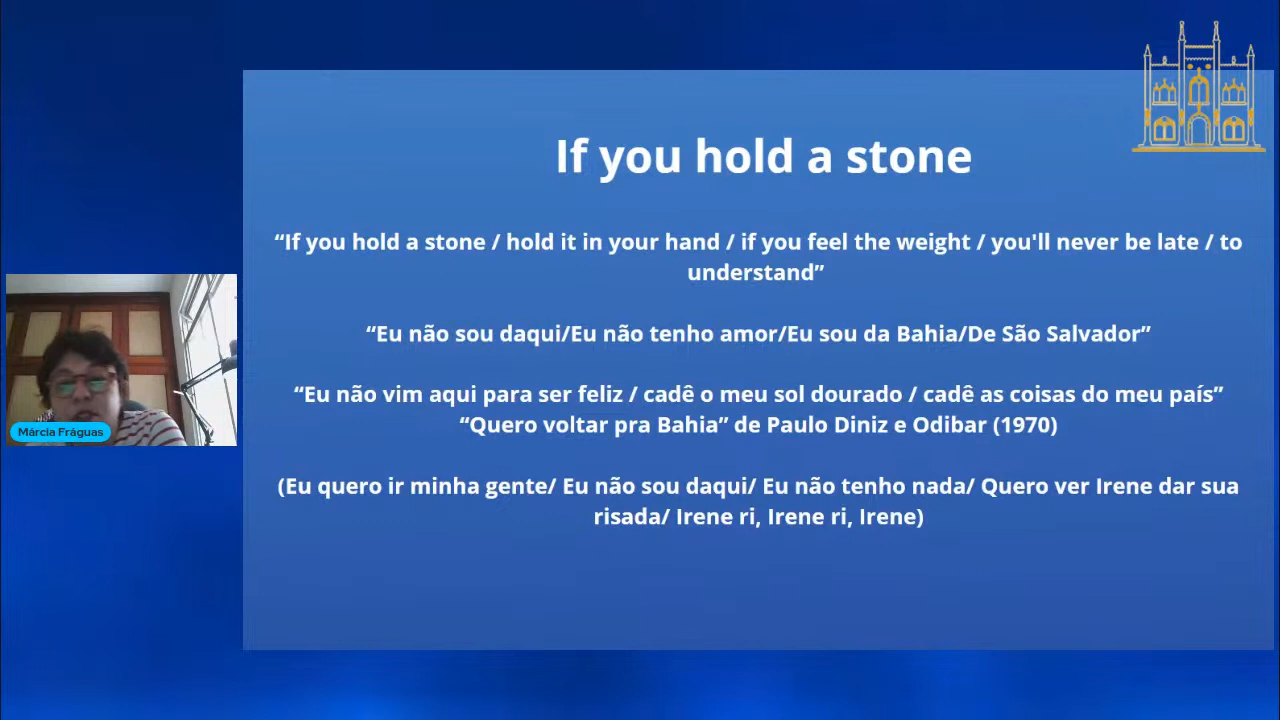 If you hold a stone
“If you hold a stone / hold it in your hand / if you feel the weight / you'll never be late / to
understand”
“Eu não sou daqui/Eu não tenho amor/Eu sou da Bahia/De São Salvador”
“Eu não vim aqui para ser feliz / cadê o meu sol dourado / cadê as coisas do meu país”
“Quero voltar pra Bahia” de Paulo Diniz e Odibar (1970)
(Eu quero ir minha gente/ Eu não sou daqui/ Eu não tenho nada/ Quero ver Irene dar sua
risada/ Irene ri, Irene ri, Irene)
Márcia Fráguas